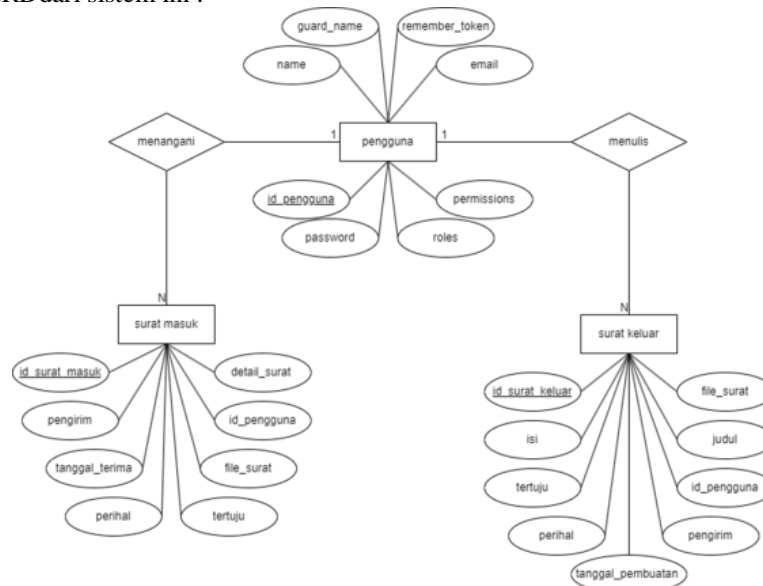 ERD dari sistem ini :
guard_name
remember_token
name
email
menangani
1
pengguna
1
menulis
id_pengguna
permissions
password
roles
N
surat masuk
N
surat keluar
id_surat_masuk
detail_surat
pengirim
id_pengguna
tanggal_terima
file_surat
perihal
tertuju
id_surat_keluar
file_surat
isi
judul
tertuju
id_pengguna
perihal
pengirim
tanggal_pembuatan